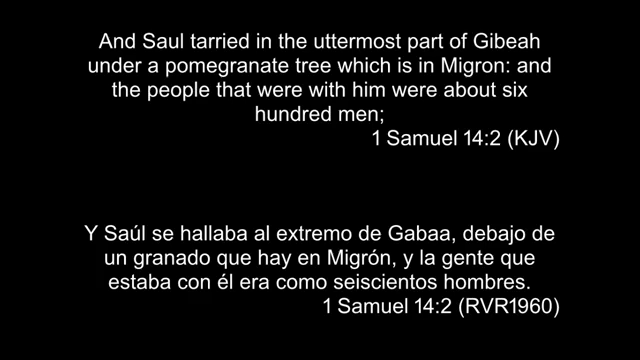 And Saul tarried in the uttermost part of Gibeah
under a pomegranate tree which is in Migron: and
the people that were with him were about six
hundred men;
1 Samuel 14:2 (KJV)
Y Saúl se hallaba al extremo de Gabaa, debajo de
un granado que hay en Migrón, y la gente que
estaba con él era como seiscientos hombres.
1 Samuel 14:2 (RVR1960)